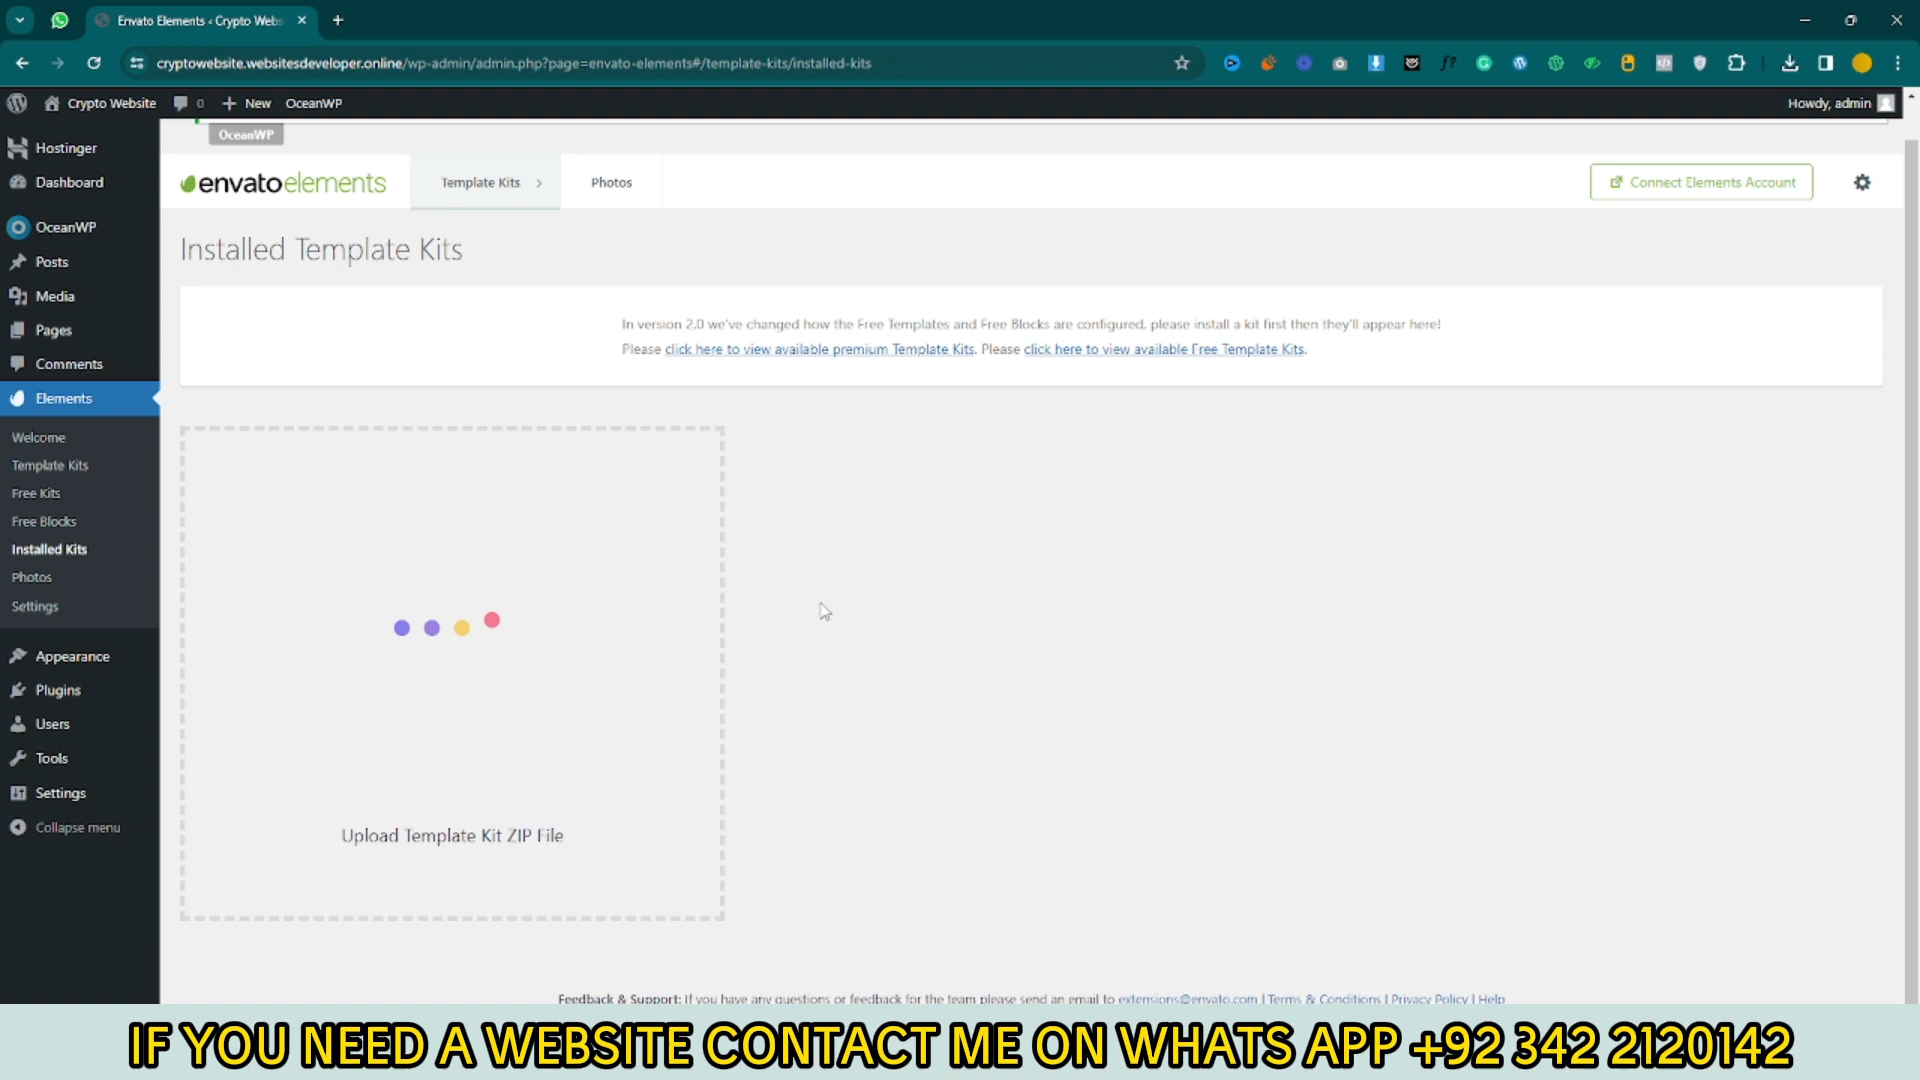 Envato Elements ‹ Crypto Webs
cryptowebsite.websitesdeveloper.online/wp-admin/admin.php?page=envato-elements#/template-kits/installed-kits
Crypto Website 0 New OceanWP
Howdy, admin
Hostinger
Dashboard
OceanWP
Posts
Media
Pages
Comments
Elements
Welcome
Template Kits
Free Kits
Free Blocks
Installed Kits
Photos
Settings
Appearance
Plugins
Users
Tools
Settings
Collapse menu
OceanWP
envatoelements
Template Kits
Photos
Connect Elements Account
Installed Template Kits
In version 2.0 we've changed how the Free Templates and Free Blocks are configured, please install a kit first then they'll appear here!
Please click here to view available premium Template Kits. Please click here to view available Free Template Kits.
Upload Template Kit ZIP File
Feedback & Support: If you have any questions or feedback for the team please send an email to extensions@envato.com | Terms & Conditions | Privacy Policy | Help
IF YOU NEED A WEBSITE CONTACT ME ON WHATS APP +92 342 2120142